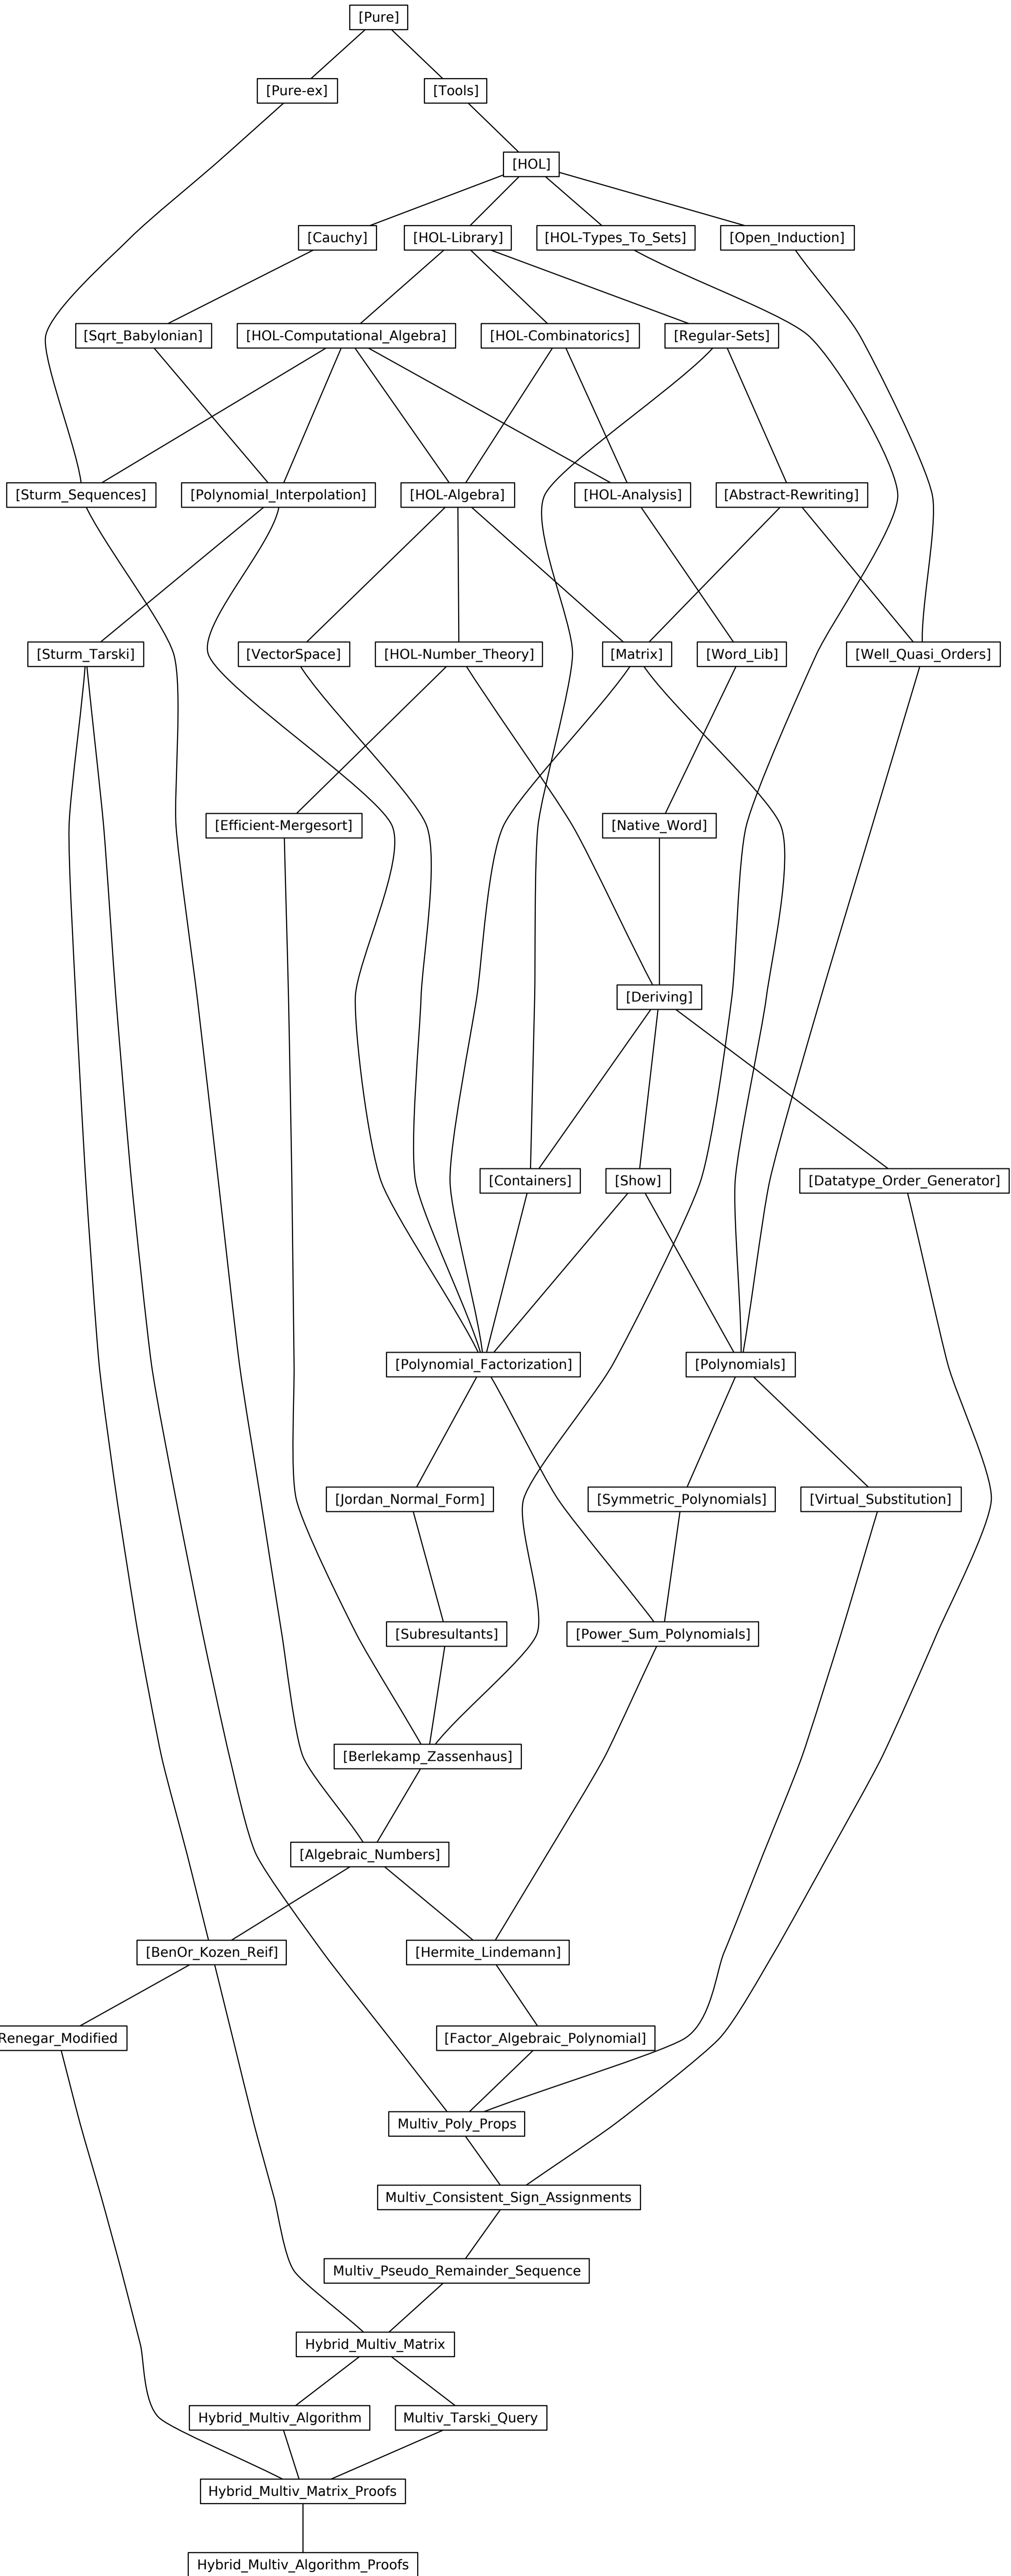 [Pure]
[Pure-ex]
[Tools]
[HOL]
[Cauchy]
[HOL-Library]
[HOL-Types_To_Sets]
[Open_Induction]
[Sqrt_Babylonian]
[HOL-Computational_Algebra]
[HOL-Combinatorics]
[Regular-Sets]
[Sturm_Sequences]
[Polynomial_Interpolation]
[HOL-Algebra]
[HOL-Analysis]
[Abstract-Rewriting]
[Sturm_Tarski]
[VectorSpace]
[HOL-Number_Theory]
[Matrix]
[Word_Lib]
[Well_Quasi_Orders]
[Efficient-Mergesort]
[Native_Word]
[Deriving]
[Containers]
[Show]
[Datatype_Order_Generator]
[Polynomial_Factorization]
[Polynomials]
[Jordan_Normal_Form]
[Symmetric_Polynomials]
[Virtual_Substitution]
[Subresultants]
[Power_Sum_Polynomials]
[Berlekamp_Zassenhaus]
[Algebraic_Numbers]
[BenOr_Kozen_Reif]
[Hermite_Lindemann]
Renegar_Modified
[Factor_Algebraic_Polynomial]
Multiv_Poly_Props
Multiv_Consistent_Sign_Assignments
Multiv_Pseudo_Remainder_Sequence
Hybrid_Multiv_Matrix
Hybrid_Multiv_Algorithm
Multiv_Tarski_Query
Hybrid_Multiv_Matrix_Proofs
Hybrid_Multiv_Algorithm_Proofs